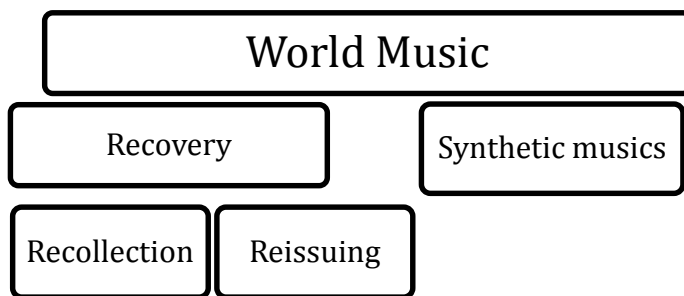 World Music
Recovery
Synthetic musics
Recollection
Reissuing